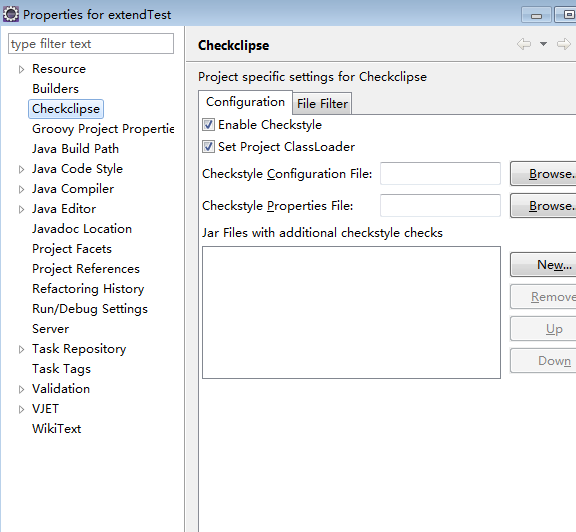 Properties for extendTest
type filter text
Resource
Builders
Checkclipse
Groovy Project Propertie
Java Build Path
Java Code Style
Java Compiler
Java Editor
Javadoc Location
Project Facets
Project References
Refactoring History
Run/Debug Settings
Server
Task Repository
Task Tags
Validation
VJET
WikiText
Checkclipse
Project specific settings for Checkclipse
Configuration
File Filter
Enable Checkstyle
Set Project ClassLoader
Checkstyle Configuration File:
Browse...
Checkstyle Properties File:
Browse...
Jar Files with additional checkstyle checks
New...
Remove
Up
Down